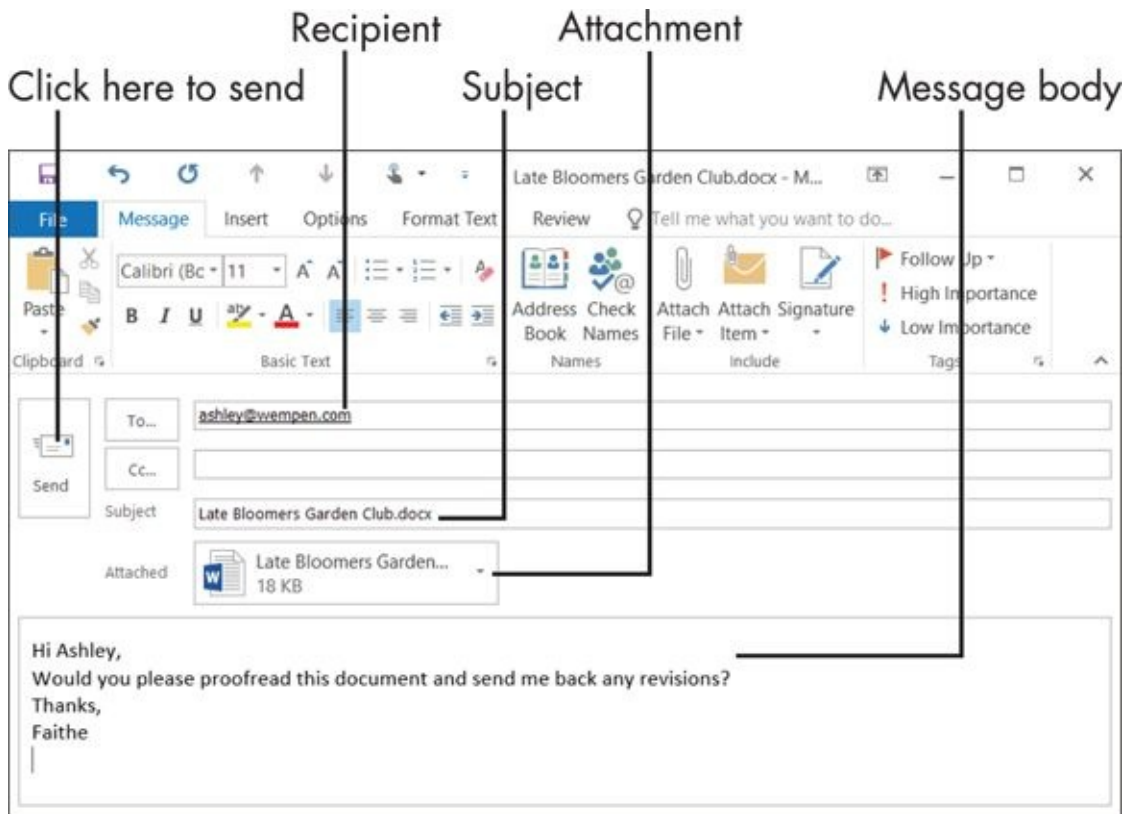 Recipient Attachment
Click here to send Subject Message body
Late Bloomers Garden Club.docx - M...
File Message Insert Options Format Text Review Tell me what you want to do...
Paste
Calibri (Bc 11 A A
B I U aby A
Clipboard
Basic Text
Address Book
Check Names
Names
Attach File
Attach Item
Signature
Include
Follow Up
High Importance
Low Importance
Tags
Send
To... ashley@wempen.com
Cc...
Subject Late Bloomers Garden Club.docx
Attached Late Bloomers Garden...
18 KB
Hi Ashley,
Would you please proofread this document and send me back any revisions?
Thanks,
Faithe